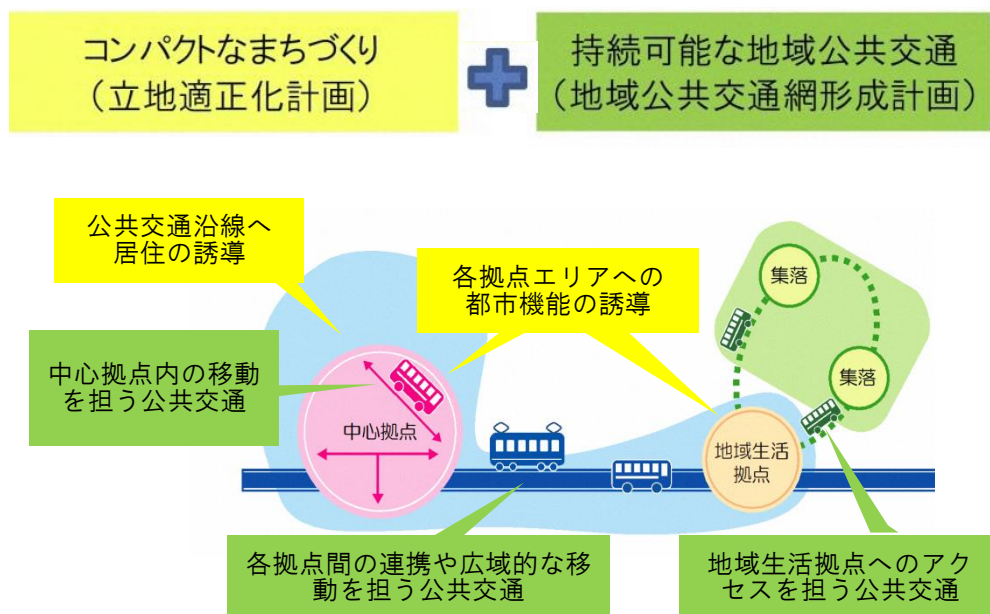 コンパクトなまちづくり
（立地適正化計画）
持続可能な地域公共交通
（地域公共交通網形成計画）
公共交通沿線へ
居住の誘導
各拠点エリアへの
都市機能の誘導
集落
中心拠点内の移動
を担う公共交通
集落
中心拠点
地域生活
拠点
各拠点間の連携や広域的な移
動を担う公共交通
地域生活拠点へのアク
セスを担う公共交通